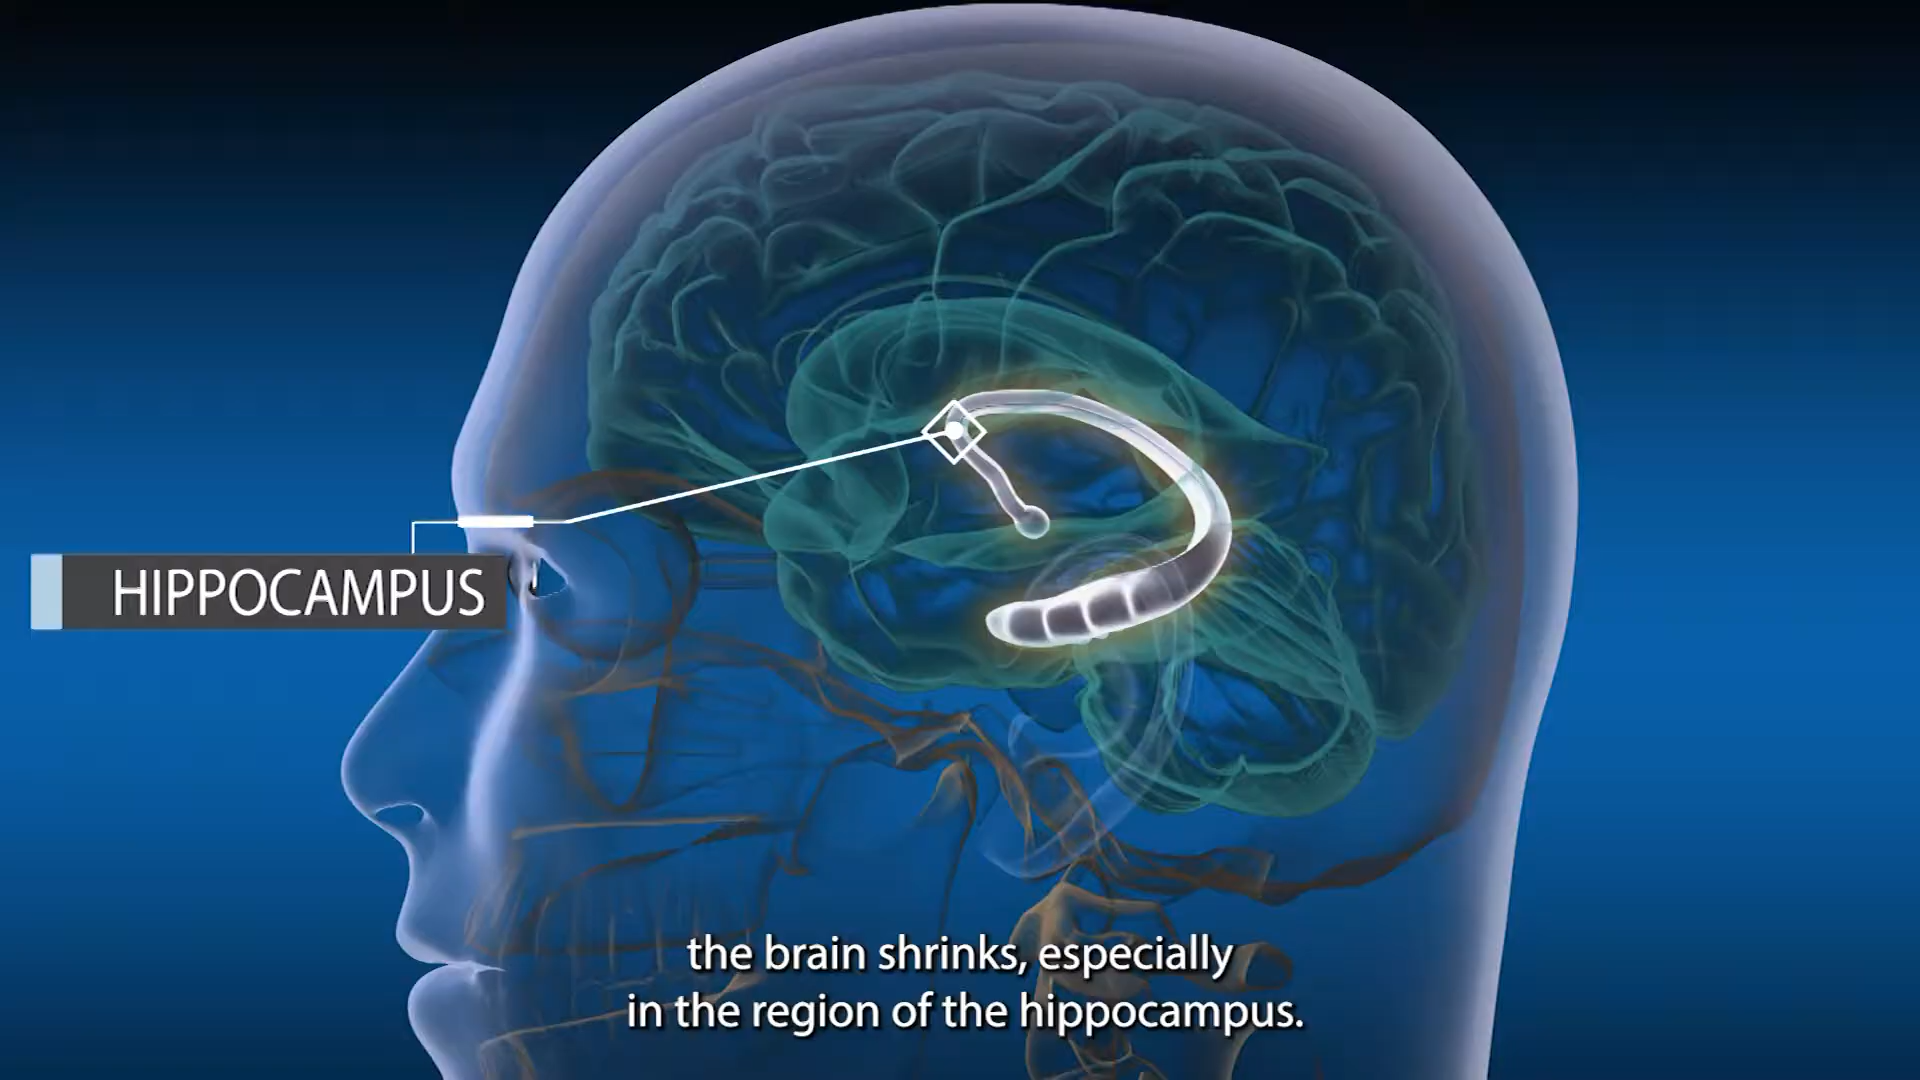 HIPPOCAMPUS
the brain shrinks, especially
in the region of the hippocampus.